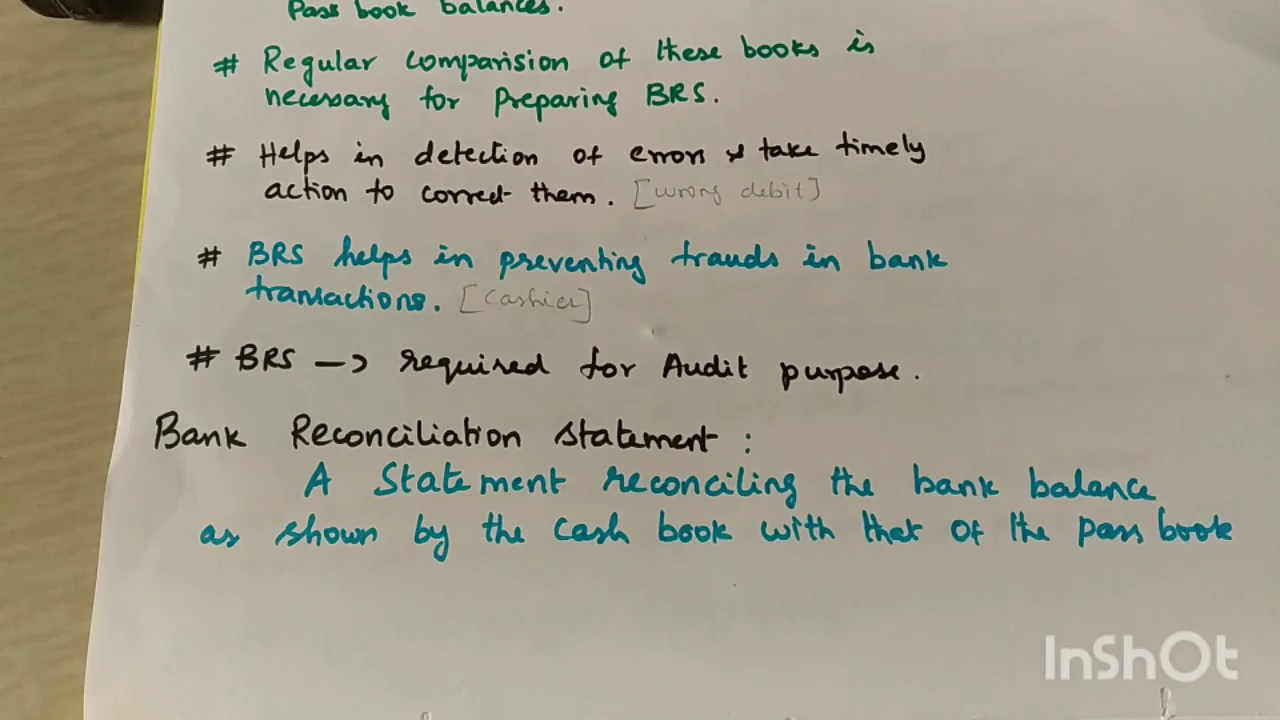 Pass book balances.
# Regular comparision of these books is
necessary for preparing BRS.
# Helps in detection of errors & take timely
action to correct them. [wrong debit]
# BRS helps in preventing frauds in bank
transactions. [cashier]
# BRS —> required for Audit purpose.
Bank Reconciliation statement :
A Statement reconciling the bank balance
as shown by the cash book with that of the pass book
InShOt